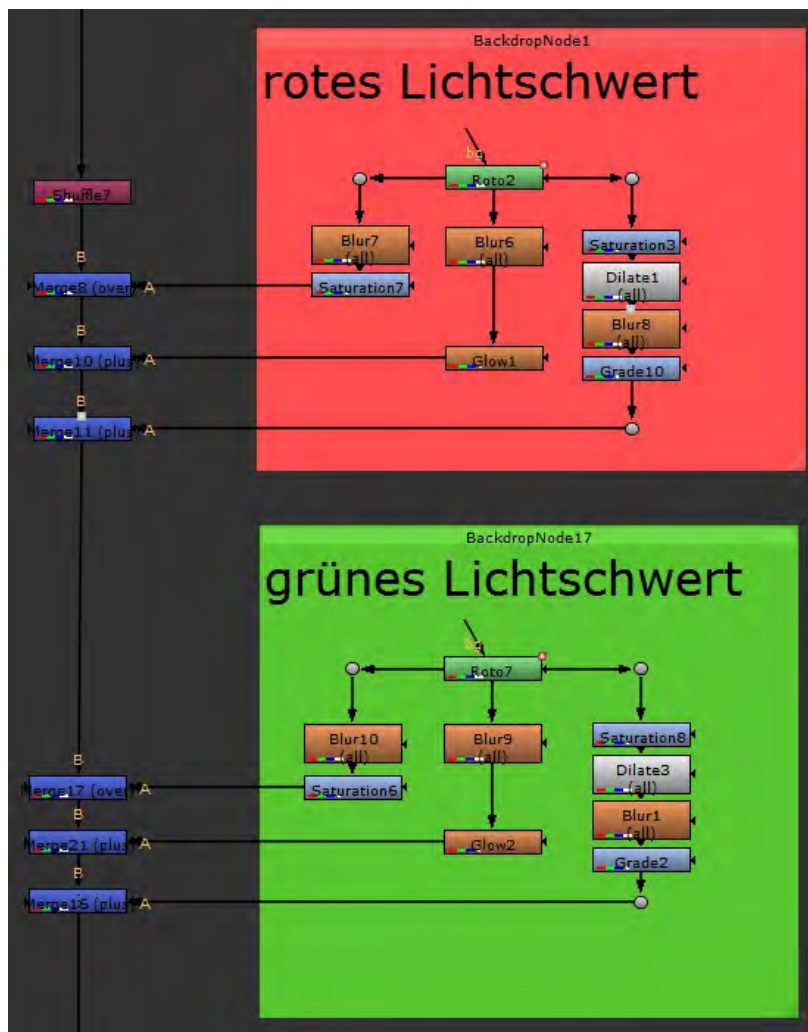 BackdropNode1
rotes Lichtschwert
bg
Roto2
Shuffle7
Blur7
(all)
Blur6
(all)
Saturation3
B
Merge8 (over)
A
Saturation7
Dilate1
(all)
Blur8
(all)
B
Merge10 (plus)
A
Glow1
Grade10
B
Merge11 (plus)
A
BackdropNode17
grünes Lichtschwert
bg
Roto7
Blur10
(all)
Blur9
(all)
Saturation8
Dilate3
(all)
B
Merge17 (over)
A
Saturation6
Blur1
(all)
B
Merge21 (plus)
A
Glow2
Grade2
B
A